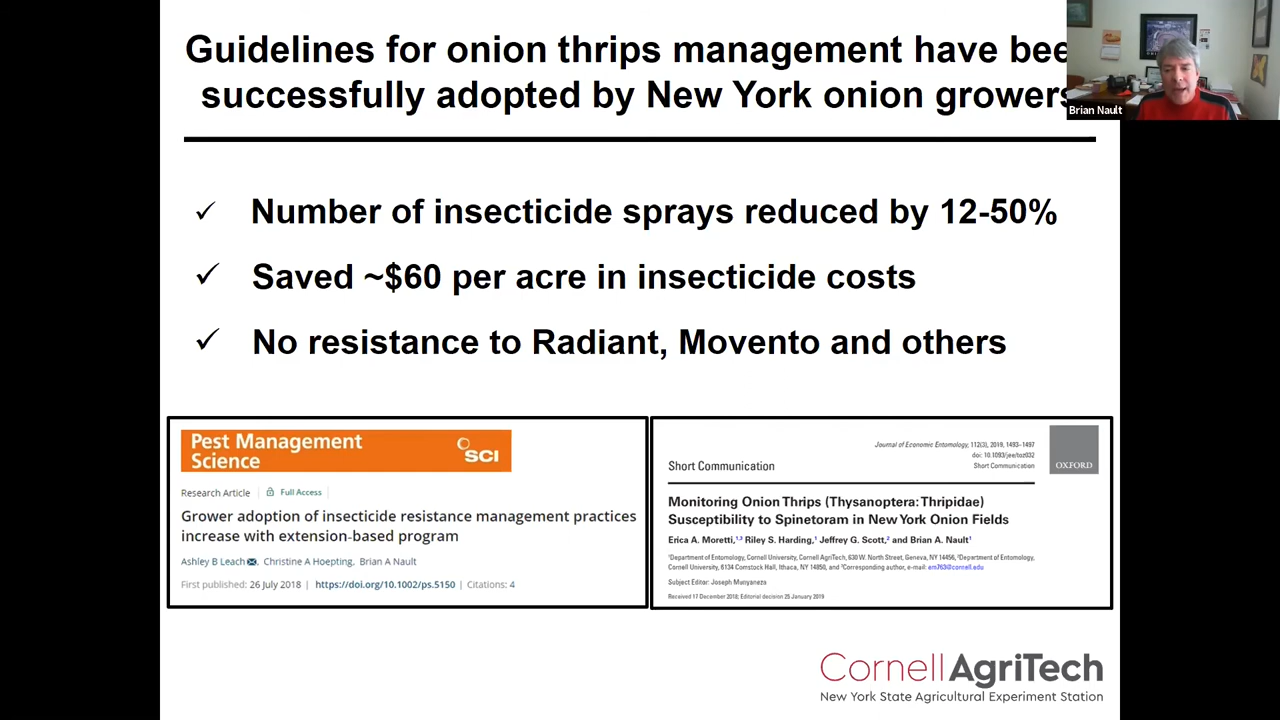 Guidelines for onion thrips management have bee
successfully adopted by New York onion growers
Brian Nault
✓ Number of insecticide sprays reduced by 12-50%
✓ Saved ~$60 per acre in insecticide costs
✓ No resistance to Radiant, Movento and others
Pest Management
Science
SCI
Research Article | Full Access |
Grower adoption of insecticide resistance management practices
increase with extension-based program
Ashley B Leach, Christine A Hoepting, Brian A Nault
First published: 26 July 2018 | https://doi.org/10.1002/ps.5150 | Citations: 4
Journal of Economic Entomology, 112(3), 2019, 1493–1497
doi: 10.1093/jee/toz032
Short Communication
OXFORD
Short Communication
Monitoring Onion Thrips (Thysanoptera: Thripidae)
Susceptibility to Spinetoram in New York Onion Fields
Erica A. Moretti,1,3 Riley S. Harding,1 Jeffrey G. Scott,2 and Brian A. Nault1
1Department of Entomology, Cornell University, Cornell AgriTech, 630 W. North Street, Geneva, NY 14456, 2Department of Entomology,
Cornell University, 6134 Comstock Hall, Ithaca, NY 14850, and 3Corresponding author, e-mail: erm763@cornell.edu
Subject Editor: Joseph Munyaneza
Received 17 December 2018; Editorial decision 25 January 2019
Cornell AgriTech
New York State Agricultural Experiment Station